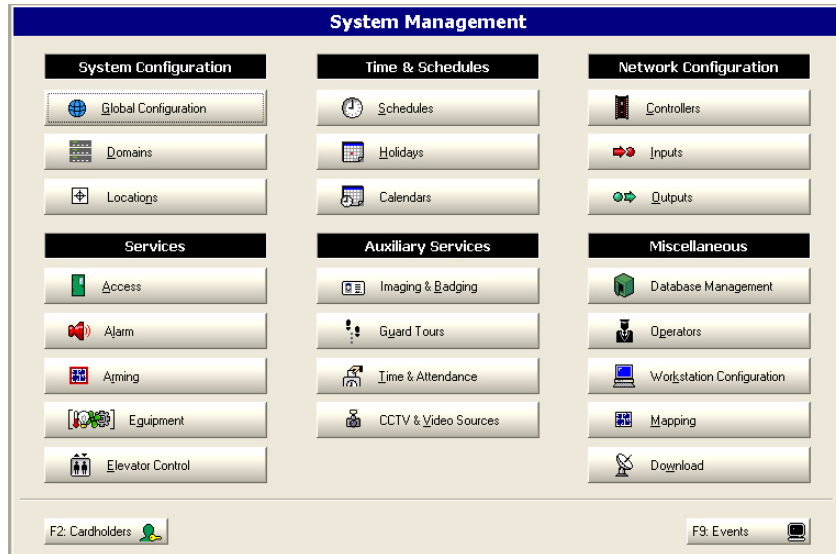 System Management
System Configuration
Global Configuration
Domains
Locations
Time & Schedules
Schedules
Holidays
Calendars
Network Configuration
Controllers
Inputs
Outputs
Services
Access
Alarm
Arming
Equipment
Elevator Control
Auxiliary Services
Imaging & Badging
Guard Tours
Time & Attendance
CCTV & Video Sources
Miscellaneous
Database Management
Operators
Workstation Configuration
Mapping
Download
F2: Cardholders
F9: Events